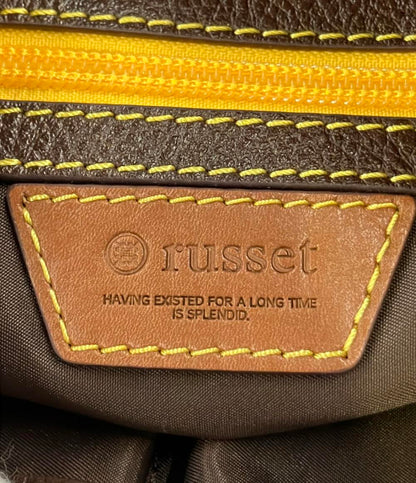 russet
HAVING EXISTED FOR A LONG TIME
IS SPLENDID.